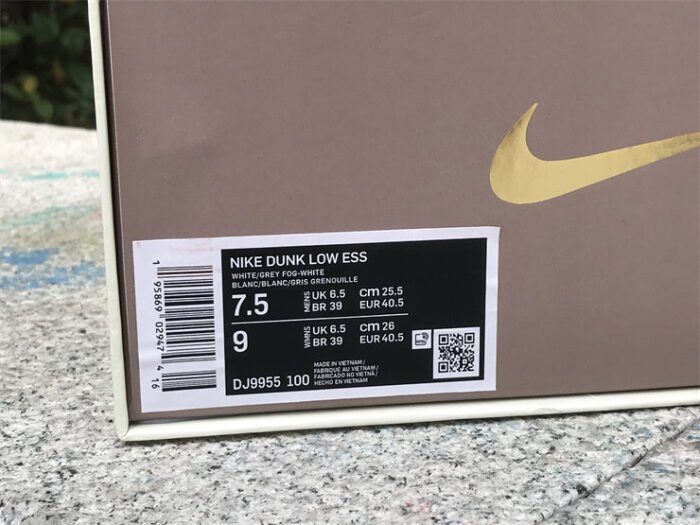 NIKE DUNK LOW ESS
WHITE/GREY FOG-WHITE
BLANC/BLANC/GRIS GRENOUILLE
7.5 MENS UK 6.5 cm 25.5
BR 39 EUR 40.5
9 WMNS UK 6.5 cm 26
BR 39 EUR 40.5
DJ9955 100
MADE IN VIETNAM/
FABRIQUE AU VIETNAM/
FABRICADO NO VIETNÃ/
HECHO EN VIETNAM
1 95869 02947 4 16